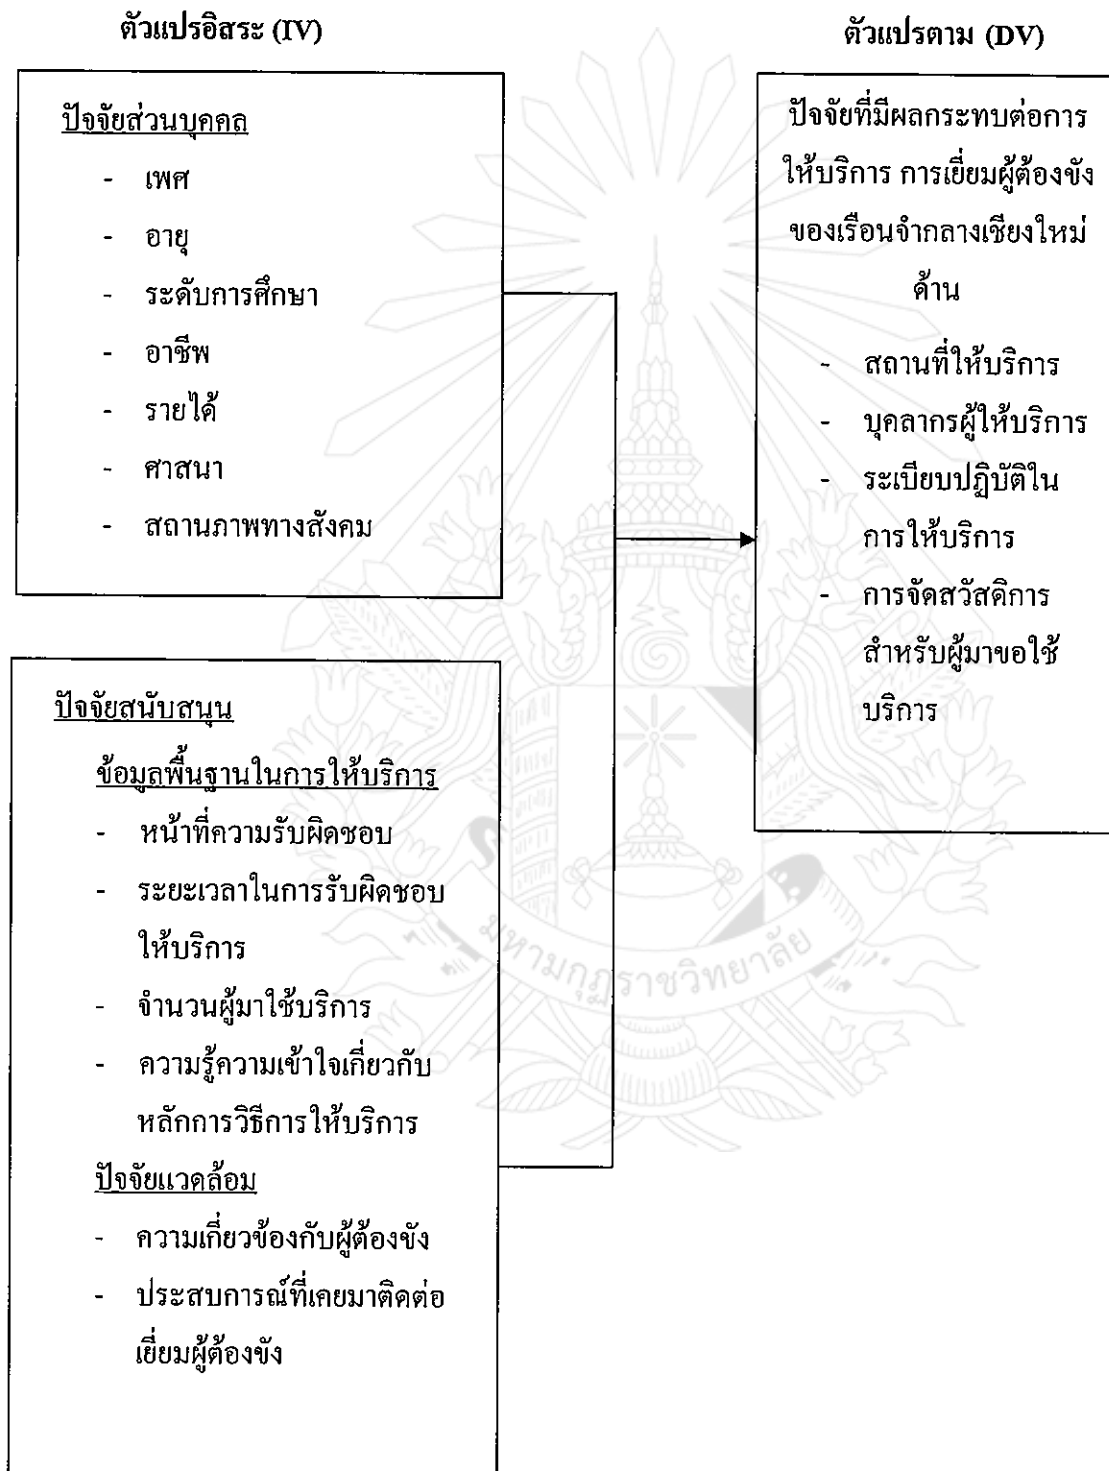 ตัวแปรอิสระ (IV)
ปัจจัยส่วนบุคคล
- เพศ
- อายุ
- ระดับการศึกษา
- อาชีพ
- รายได้
- ศาสนา
- สถานภาพทางสังคม
ปัจจัยสนับสนุน
ข้อมูลพื้นฐานในการให้บริการ
- หน้าที่ความรับผิดชอบ
- ระยะเวลาในการรับผิดชอบ
ให้บริการ
- จำนวนผู้มาใช้บริการ
- ความรู้ความเข้าใจเกี่ยวกับ
หลักการวิธีการให้บริการ
ปัจจัยแวดล้อม
- ความเกี่ยวข้องกับผู้ต้องขัง
- ประสบการณ์ที่เคยมาติดต่อ
เยี่ยมผู้ต้องขัง
ตัวแปรตาม (DV)
ปัจจัยที่มีผลกระทบต่อการ
ให้บริการ การเยี่ยมผู้ต้องขัง
ของเรือนจำกลางเชียงใหม่
ด้าน
- สถานที่ให้บริการ
- บุคลากรผู้ให้บริการ
- ระเบียบปฏิบัติใน
การให้บริการ
- การจัดสวัสดิการ
สำหรับผู้มาขอใช้
บริการ
มหามกุฏราชวิทยาลัย